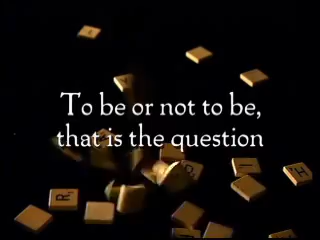 To be or not to be,
that is the question
I
R
H